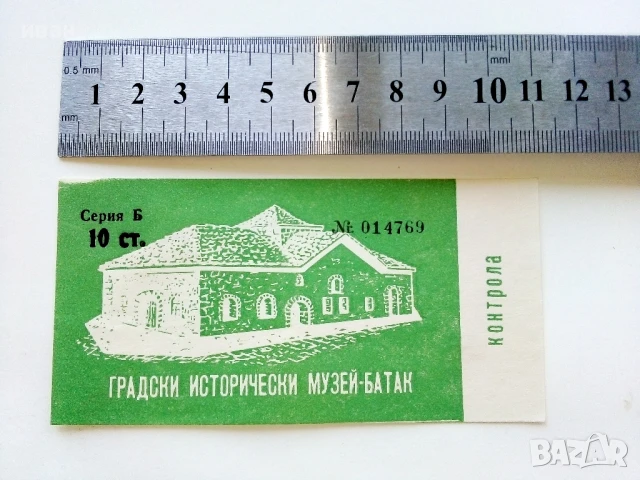 0.5 mm
mm
1 2 3 4 5 6 7 8 9 10 11 12 13
mm
Серия Б
10 ст.
№ 014769
ГРАДСКИ ИСТОРИЧЕСКИ МУЗЕЙ-БАТАК
контрола
BAZAR